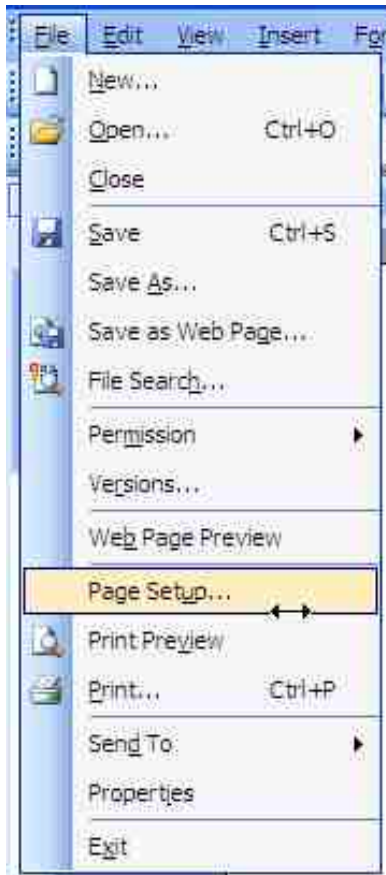 File Edit View Insert For
New...
Open... Ctrl+O
Close
Save Ctrl+S
Save As...
Save as Web Page...
File Search...
Permission
Versions...
Web Page Preview
Page Setup...
Print Preview
Print... Ctrl+P
Send To
Properties
Exit